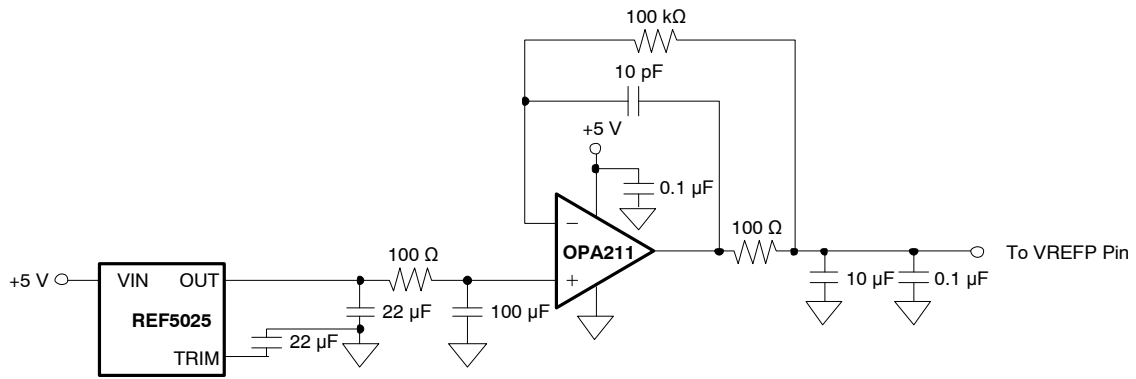 100 kΩ
10 pF
+5 V
0.1 µF
−
OPA211
+
100 Ω
To VREFP Pin
10 µF
0.1 µF
+5 V
VIN
OUT
REF5025
TRIM
22 µF
22 µF
100 Ω
100 µF